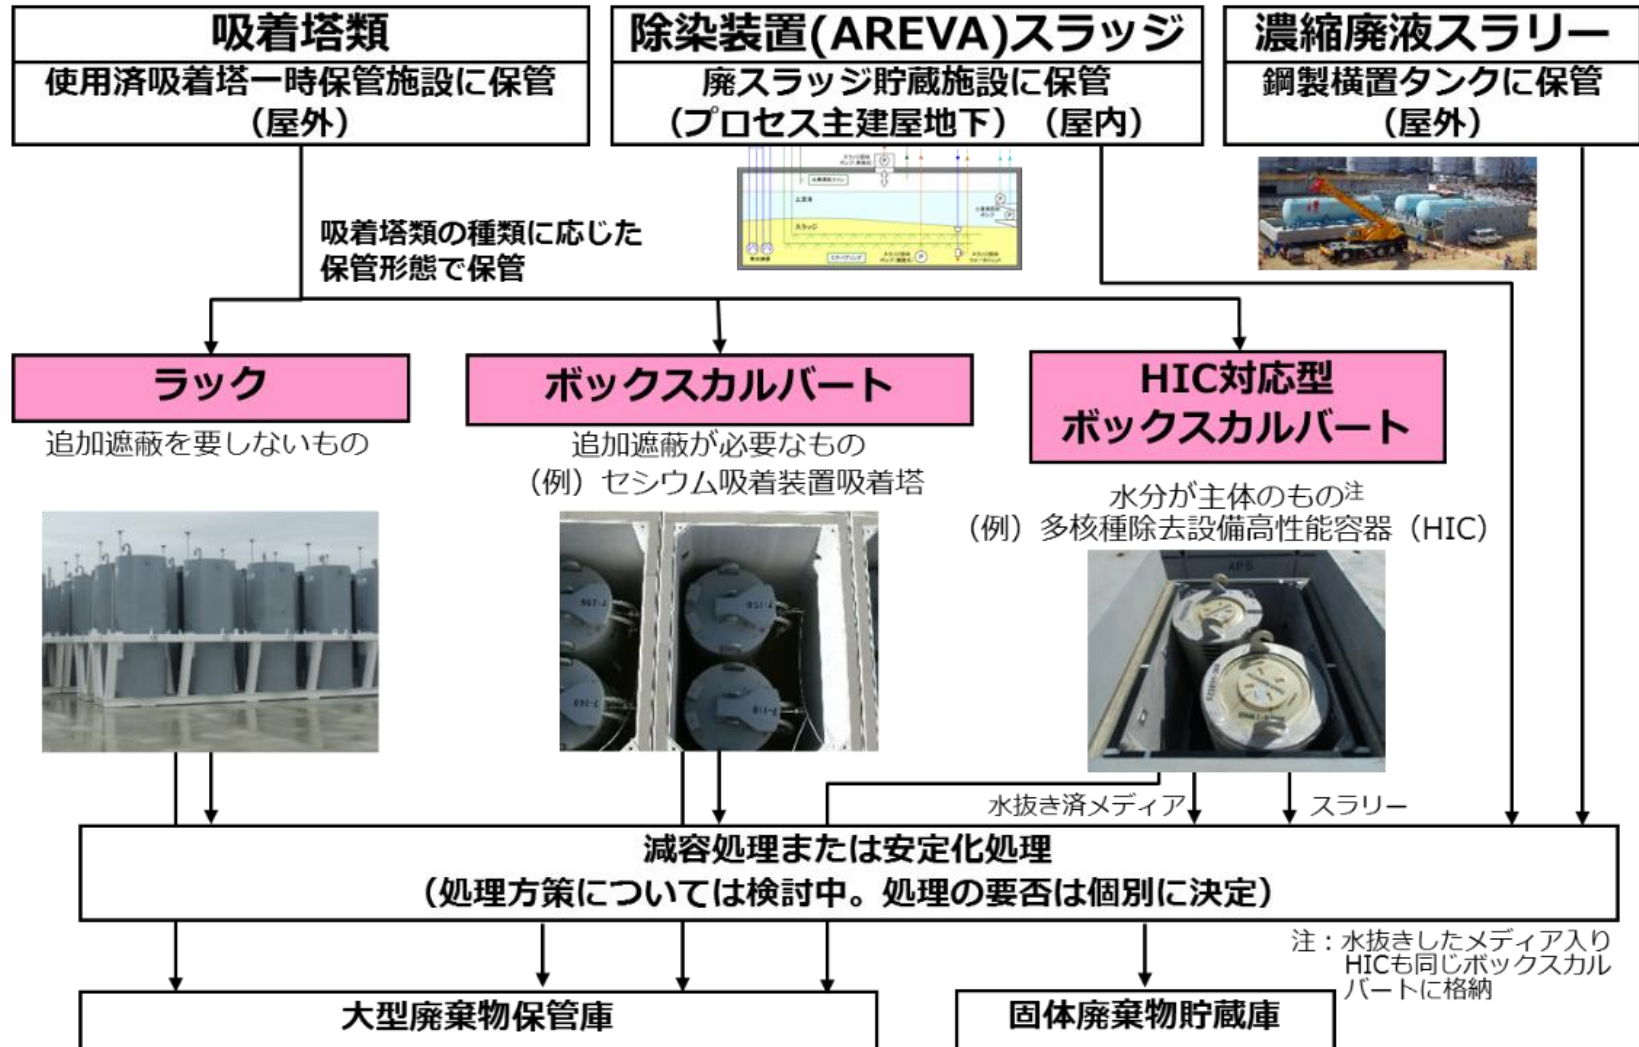 吸着塔類
使用済吸着塔一時保管施設に保管
（屋外）
除染装置(AREVA)スラッジ
廃スラッジ貯蔵施設に保管
（プロセス主建屋地下）（屋内）
濃縮廃液スラリー
鋼製横置タンクに保管
（屋外）
上澄液
スラッジ
吸着塔類の種類に応じた
保管形態で保管
ラック
追加遮蔽を要しないもの
ボックスカルバート
追加遮蔽が必要なもの
（例）セシウム吸着装置吸着塔
HIC対応型
ボックスカルバート
水分が主体のもの注
（例）多核種除去設備高性能容器（HIC）
水抜き済メディア
スラリー
減容処理または安定化処理
（処理方策については検討中。処理の要否は個別に決定）
注：水抜きしたメディア入り
HICも同じボックスカル
バートに格納
大型廃棄物保管庫
固体廃棄物貯蔵庫